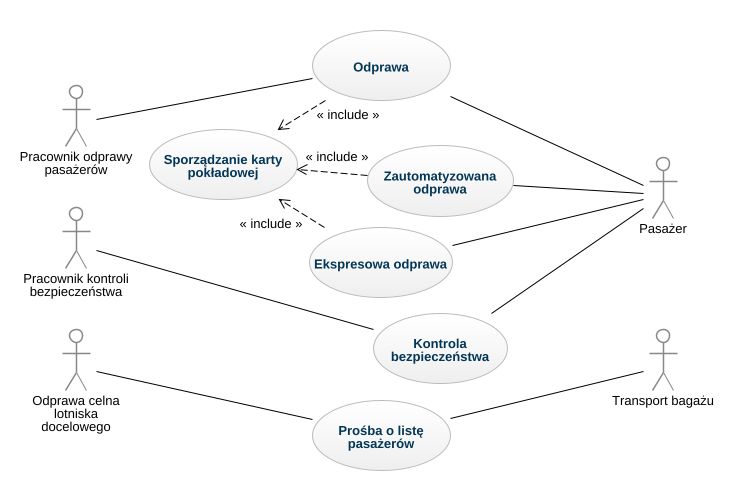 Odprawa
« include »
Pracownik odprawy
pasażerów
Sporządzanie karty
pokładowej
« include »
Zautomatyzowana
odprawa
Pasażer
« include »
Ekspresowa odprawa
Pracownik kontroli
bezpieczeństwa
Kontrola
bezpieczeństwa
Odprawa celna
lotniska
docelowego
Transport bagażu
Prośba o listę
pasażerów